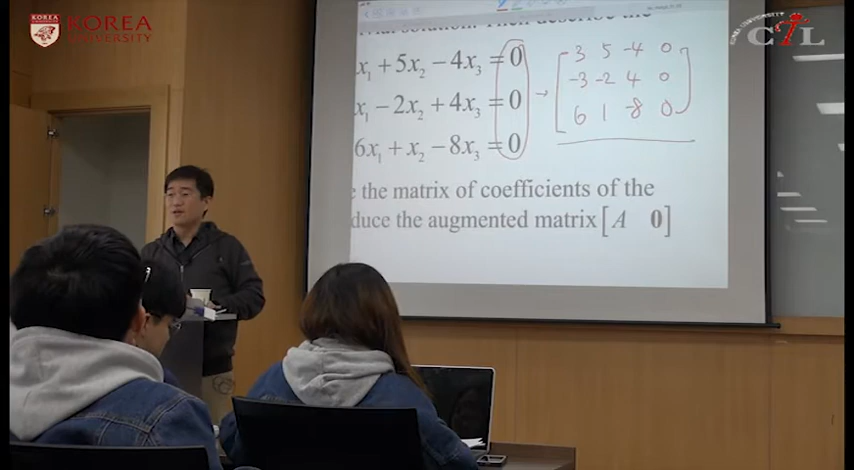 KOREA
UNIVERSITY
CTL
x₁ + 5x₂ − 4x₃ = 0
x₁ − 2x₂ + 4x₃ = 0
6x₁ + x₂ − 8x₃ = 0
3 5 -4 0
-3 -2 4 0
6 1 -8 0
the matrix of coefficients of the
duce the augmented matrix [A 0]